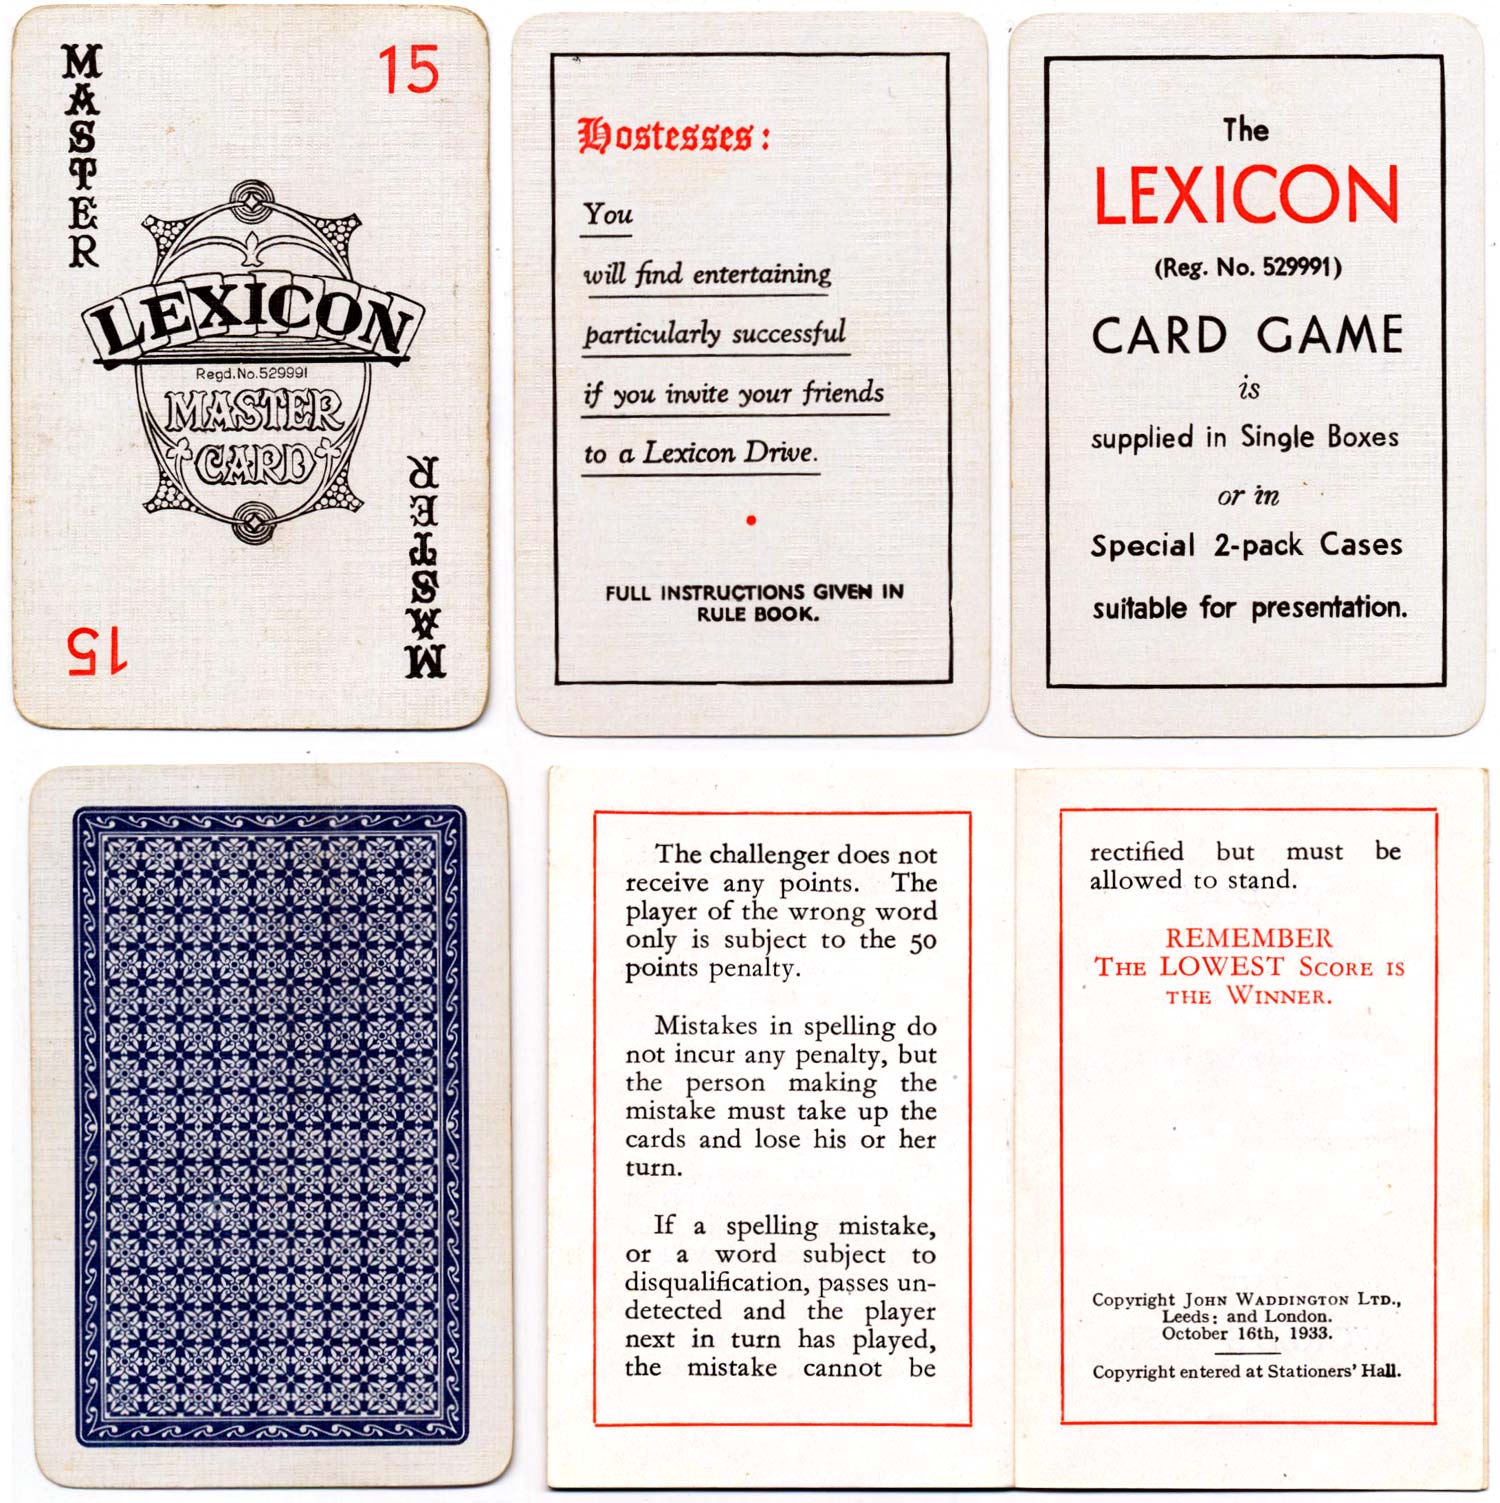 MASTER
15
LEXICON
Regd. No. 529991
MASTER
CARD
MASTER
15
Hostesses:
You
will find entertaining
particularly successful
if you invite your friends
to a Lexicon Drive.
FULL INSTRUCTIONS GIVEN IN
RULE BOOK.
The
LEXICON
(Reg. No. 529991)
CARD GAME
is
supplied in Single Boxes
or in
Special 2-pack Cases
suitable for presentation.
The challenger does not
receive any points. The
player of the wrong word
only is subject to the 50
points penalty.
Mistakes in spelling do
not incur any penalty, but
the person making the
mistake must take up the
cards and lose his or her
turn.
If a spelling mistake,
or a word subject to
disqualification, passes un-
detected and the player
next in turn has played,
the mistake cannot be
rectified but must be
allowed to stand.
REMEMBER
THE LOWEST SCORE IS
THE WINNER.
Copyright JOHN WADDINGTON LTD.,
Leeds: and London.
October 16th, 1933.
Copyright entered at Stationers' Hall.